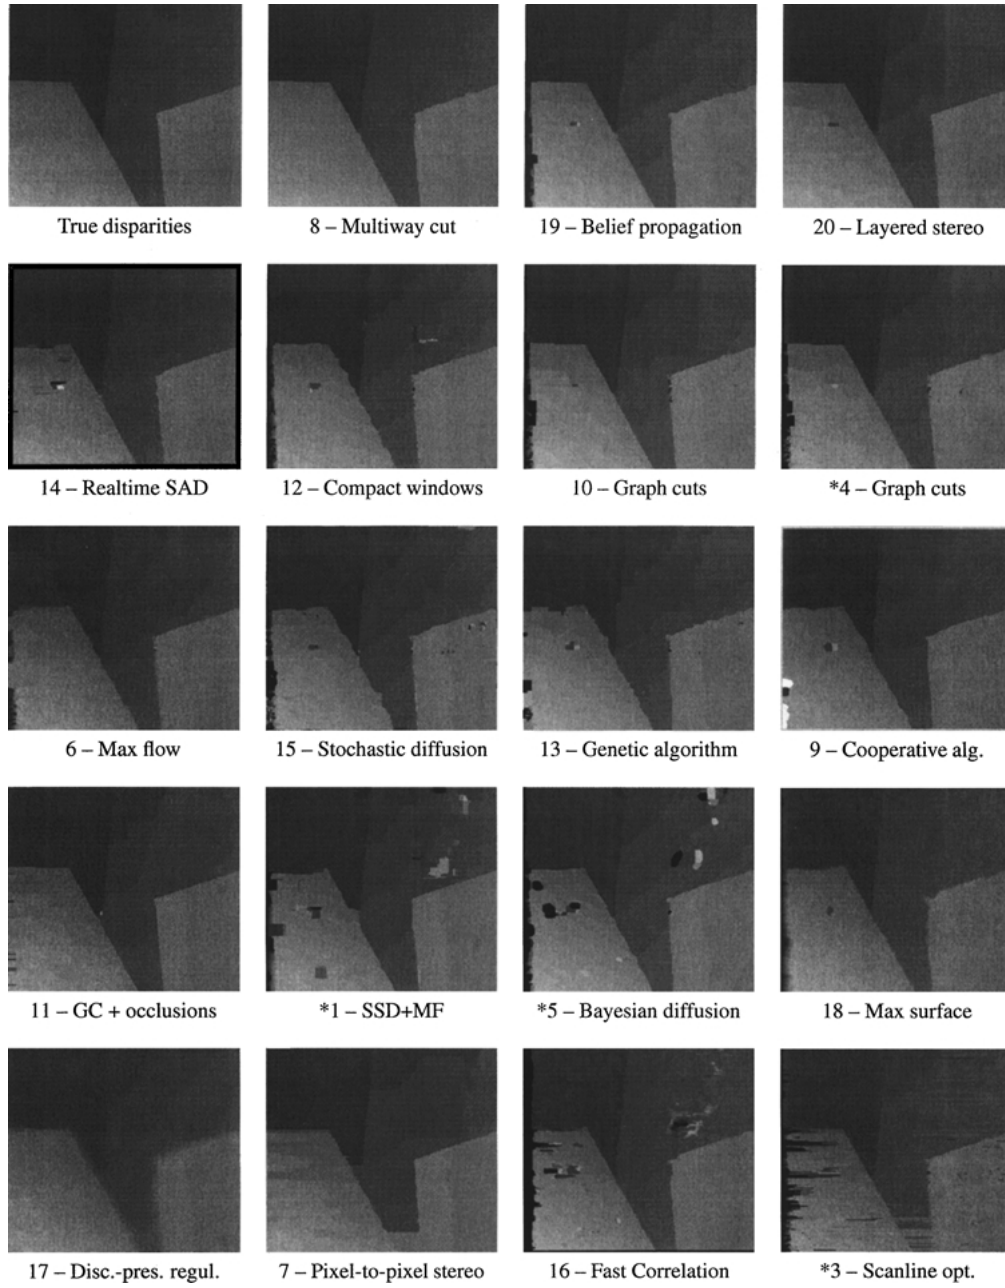 True disparities
8 – Multiway cut
19 – Belief propagation
20 – Layered stereo
14 – Realtime SAD
12 – Compact windows
10 – Graph cuts
*4 – Graph cuts
6 – Max flow
15 – Stochastic diffusion
13 – Genetic algorithm
9 – Cooperative alg.
11 – GC + occlusions
*1 – SSD+MF
*5 – Bayesian diffusion
18 – Max surface
17 – Disc.-pres. regul.
7 – Pixel-to-pixel stereo
16 – Fast Correlation
*3 – Scanline opt.